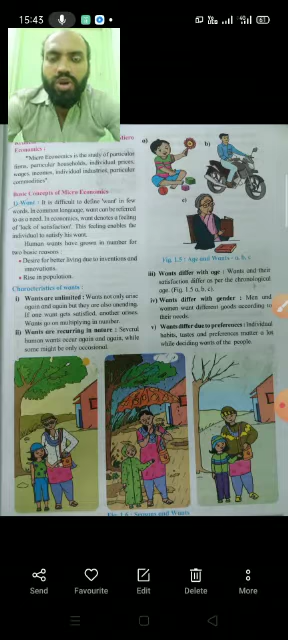 15:43
61
Micro
Economics :
"Micro Economics is the study of particular
firms, particular households, individual prices,
wages, incomes, individual industries, particular
commodities".
Basic Concepts of Micro Economics
1) Want : It is difficult to define 'want' in few
words. In common language, want can be referred
to as a need. In economics, want denotes a feeling
of 'lack of satisfaction'. This feeling enables the
individual to satisfy his want.
Human wants have grown in number for
two basic reasons :
• Desire for better living due to inventions and
innovations.
• Rise in population.
Characteristics of wants :
i) Wants are unlimited : Wants not only arise
again and again but they are also unending.
If one want gets satisfied, another arises.
Wants go on multiplying in number.
ii) Wants are recurring in nature : Several
human wants occur again and again, while
some might be only occasional.
a)
b)
c)
Fig. 1.5 : Age and Wants - a, b, c
iii) Wants differ with age : Wants and their
satisfaction differ as per the chronological
age. (Fig. 1.5 a, b, c).
iv) Wants differ with gender : Men and
women want different goods according to
their needs.
v) Wants differ due to preferences : Individual
habits, tastes and preferences matter a lot
while deciding wants of the people.
Fig. 1.6 : Seasons and Wants
Send
Favourite
Edit
Delete
More